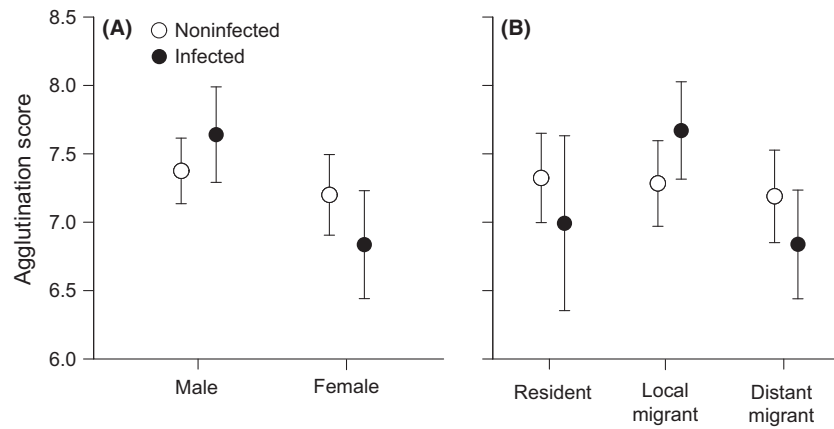 (A)
Noninfected
Infected
(B)
Agglutination score
8.5
8.0
7.5
7.0
6.5
6.0
Male
Female
Resident
Local
migrant
Distant
migrant